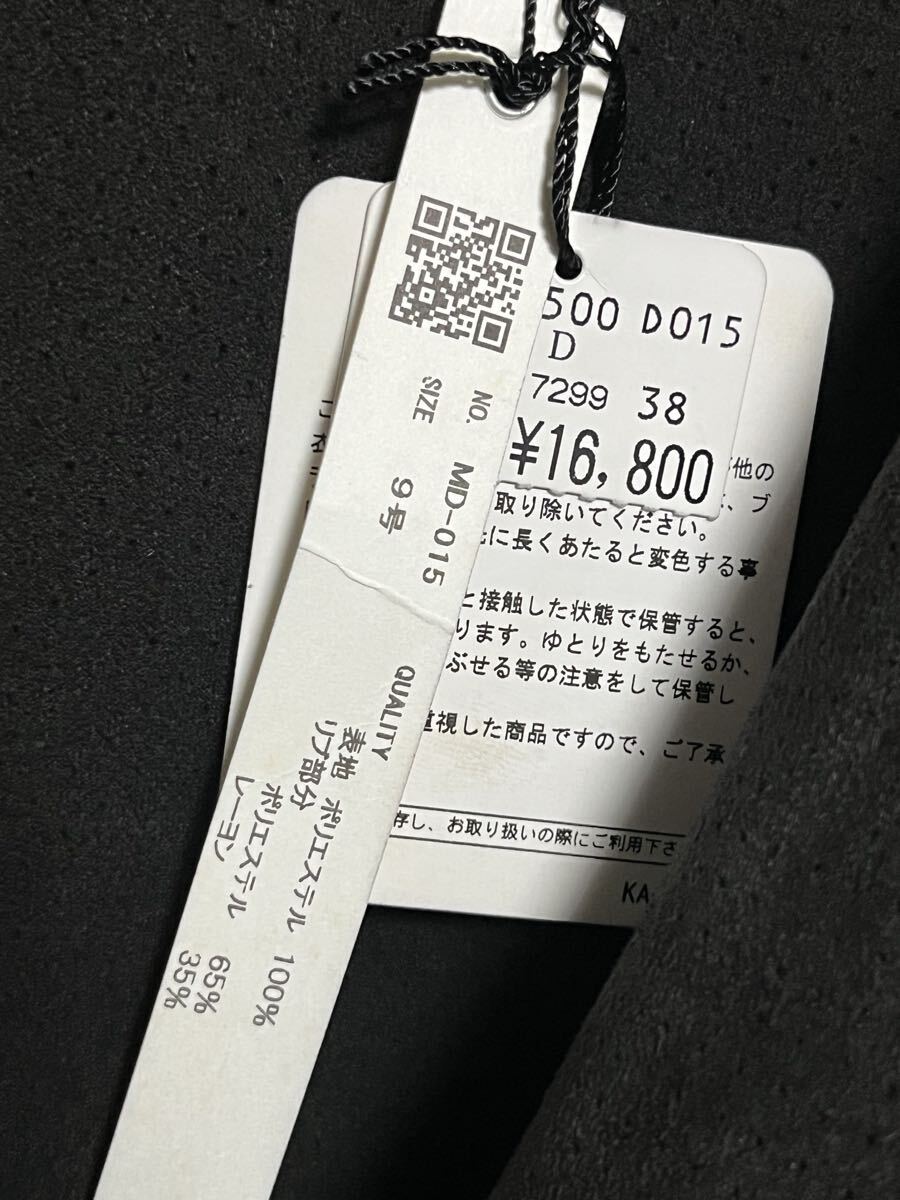 NO. MD-015
SIZE 9号
QUALITY
表地 ポリエステル 100%
リブ部分
ポリエステル 65%
レーヨン 35%
500 D015
D
7299 38
¥16,800
他の
、ブ
取り除いてください。
に長くあたると変色する事
と接触した状態で保管すると、
ります。ゆとりをもたせるか、
ぶせる等の注意をして保管し
重視した商品ですので、ご了承
存し、お取り扱いの際にご利用下さ
KA